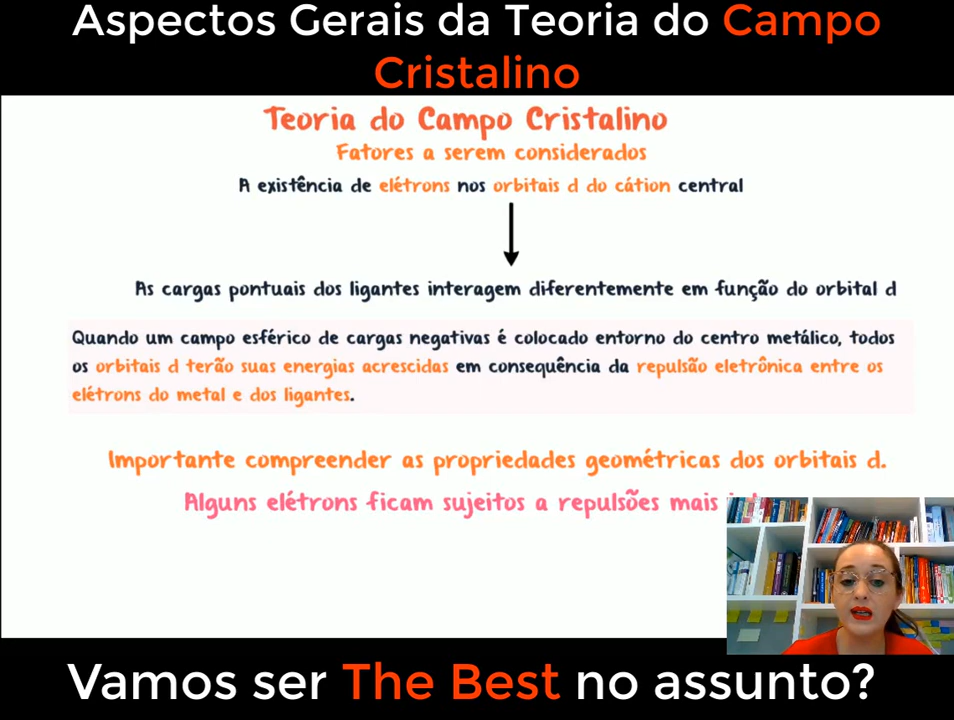 Aspectos Gerais da Teoria do Campo
Cristalino
Teoria do Campo Cristalino
Fatores a serem considerados
A existência de elétrons nos orbitais d do cátion central
As cargas pontuais dos ligantes interagem diferentemente em função do orbital d
Quando um campo esférico de cargas negativas é colocado entorno do centro metálico, todos
os orbitais d terão suas energias acrescidas em consequência da repulsão eletrônica entre os
elétrons do metal e dos ligantes.
Importante compreender as propriedades geométricas dos orbitais d.
Alguns elétrons ficam sujeitos a repulsões mais
Vamos ser The Best no assunto?